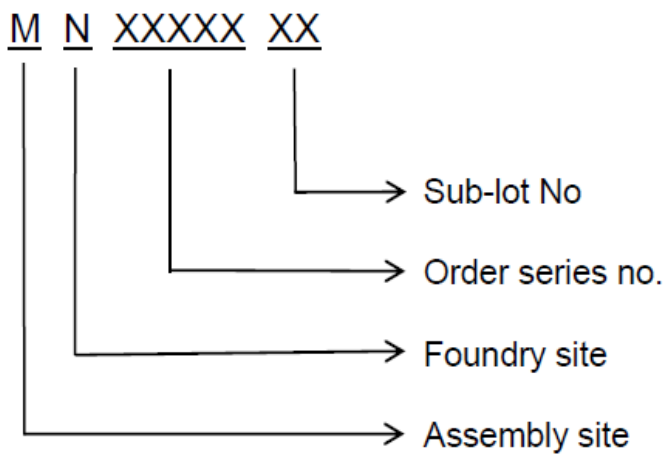 M N XXXXX XX
Sub-lot No
Order series no.
Foundry site
Assembly site